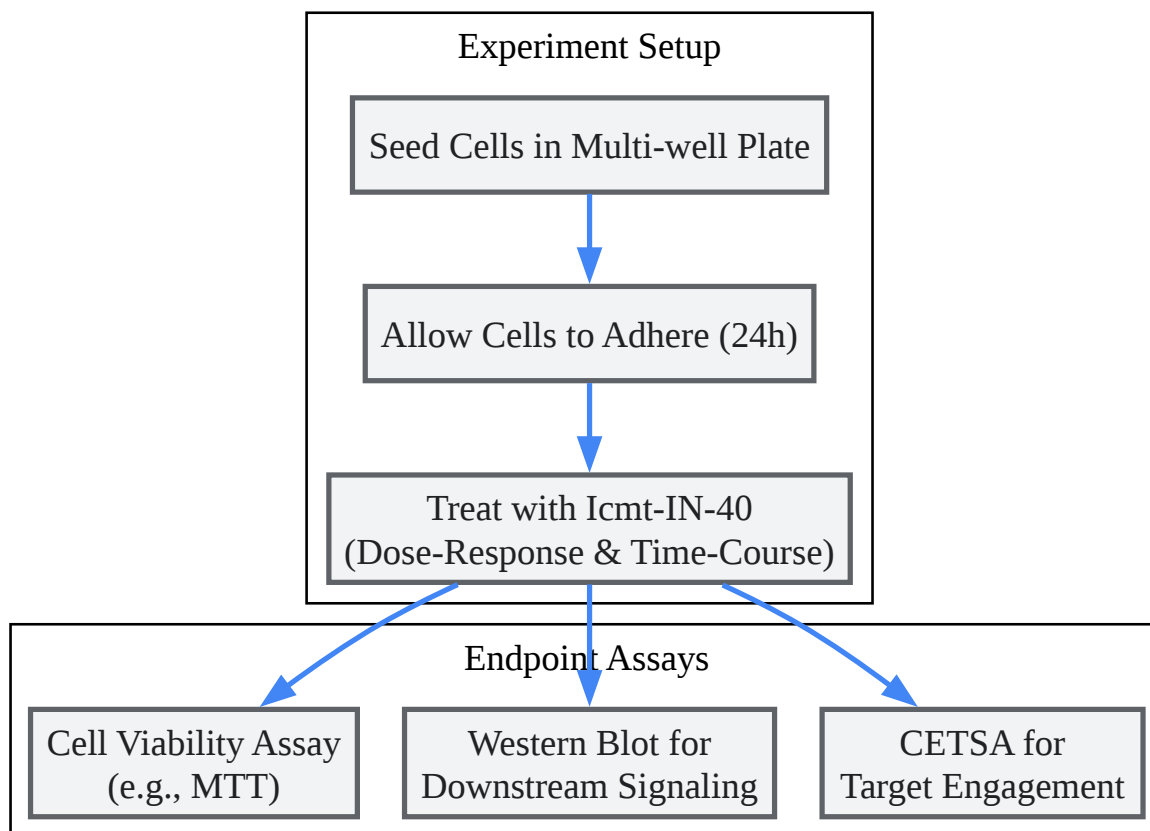 Experiment Setup
Seed Cells in Multi-well Plate
Allow Cells to Adhere (24h)
Treat with Icmt-IN-40
(Dose-Response & Time-Course)
Endpoint Assays
Cell Viability Assay
(e.g., MTT)
Western Blot for
Downstream Signaling
CETSA for
Target Engagement